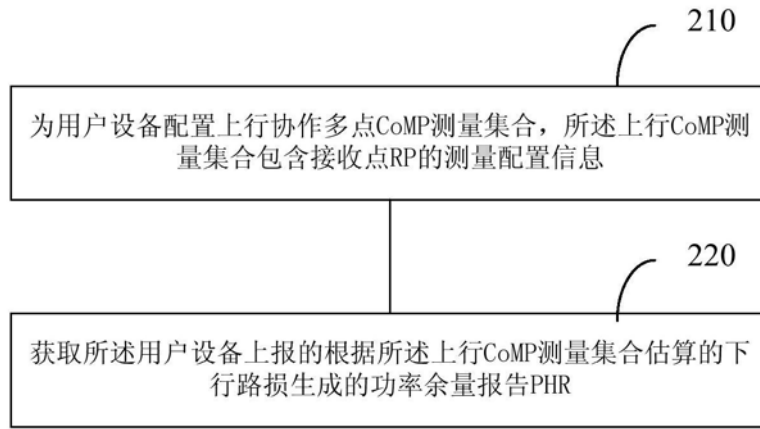 210
为用户设备配置上行协作多点CoMP测量集合，所述上行CoMP测
量集合包含接收点RP的测量配置信息
220
获取所述用户设备上报的根据所述上行CoMP测量集合估算的下
行路损生成的功率余量报告PHR